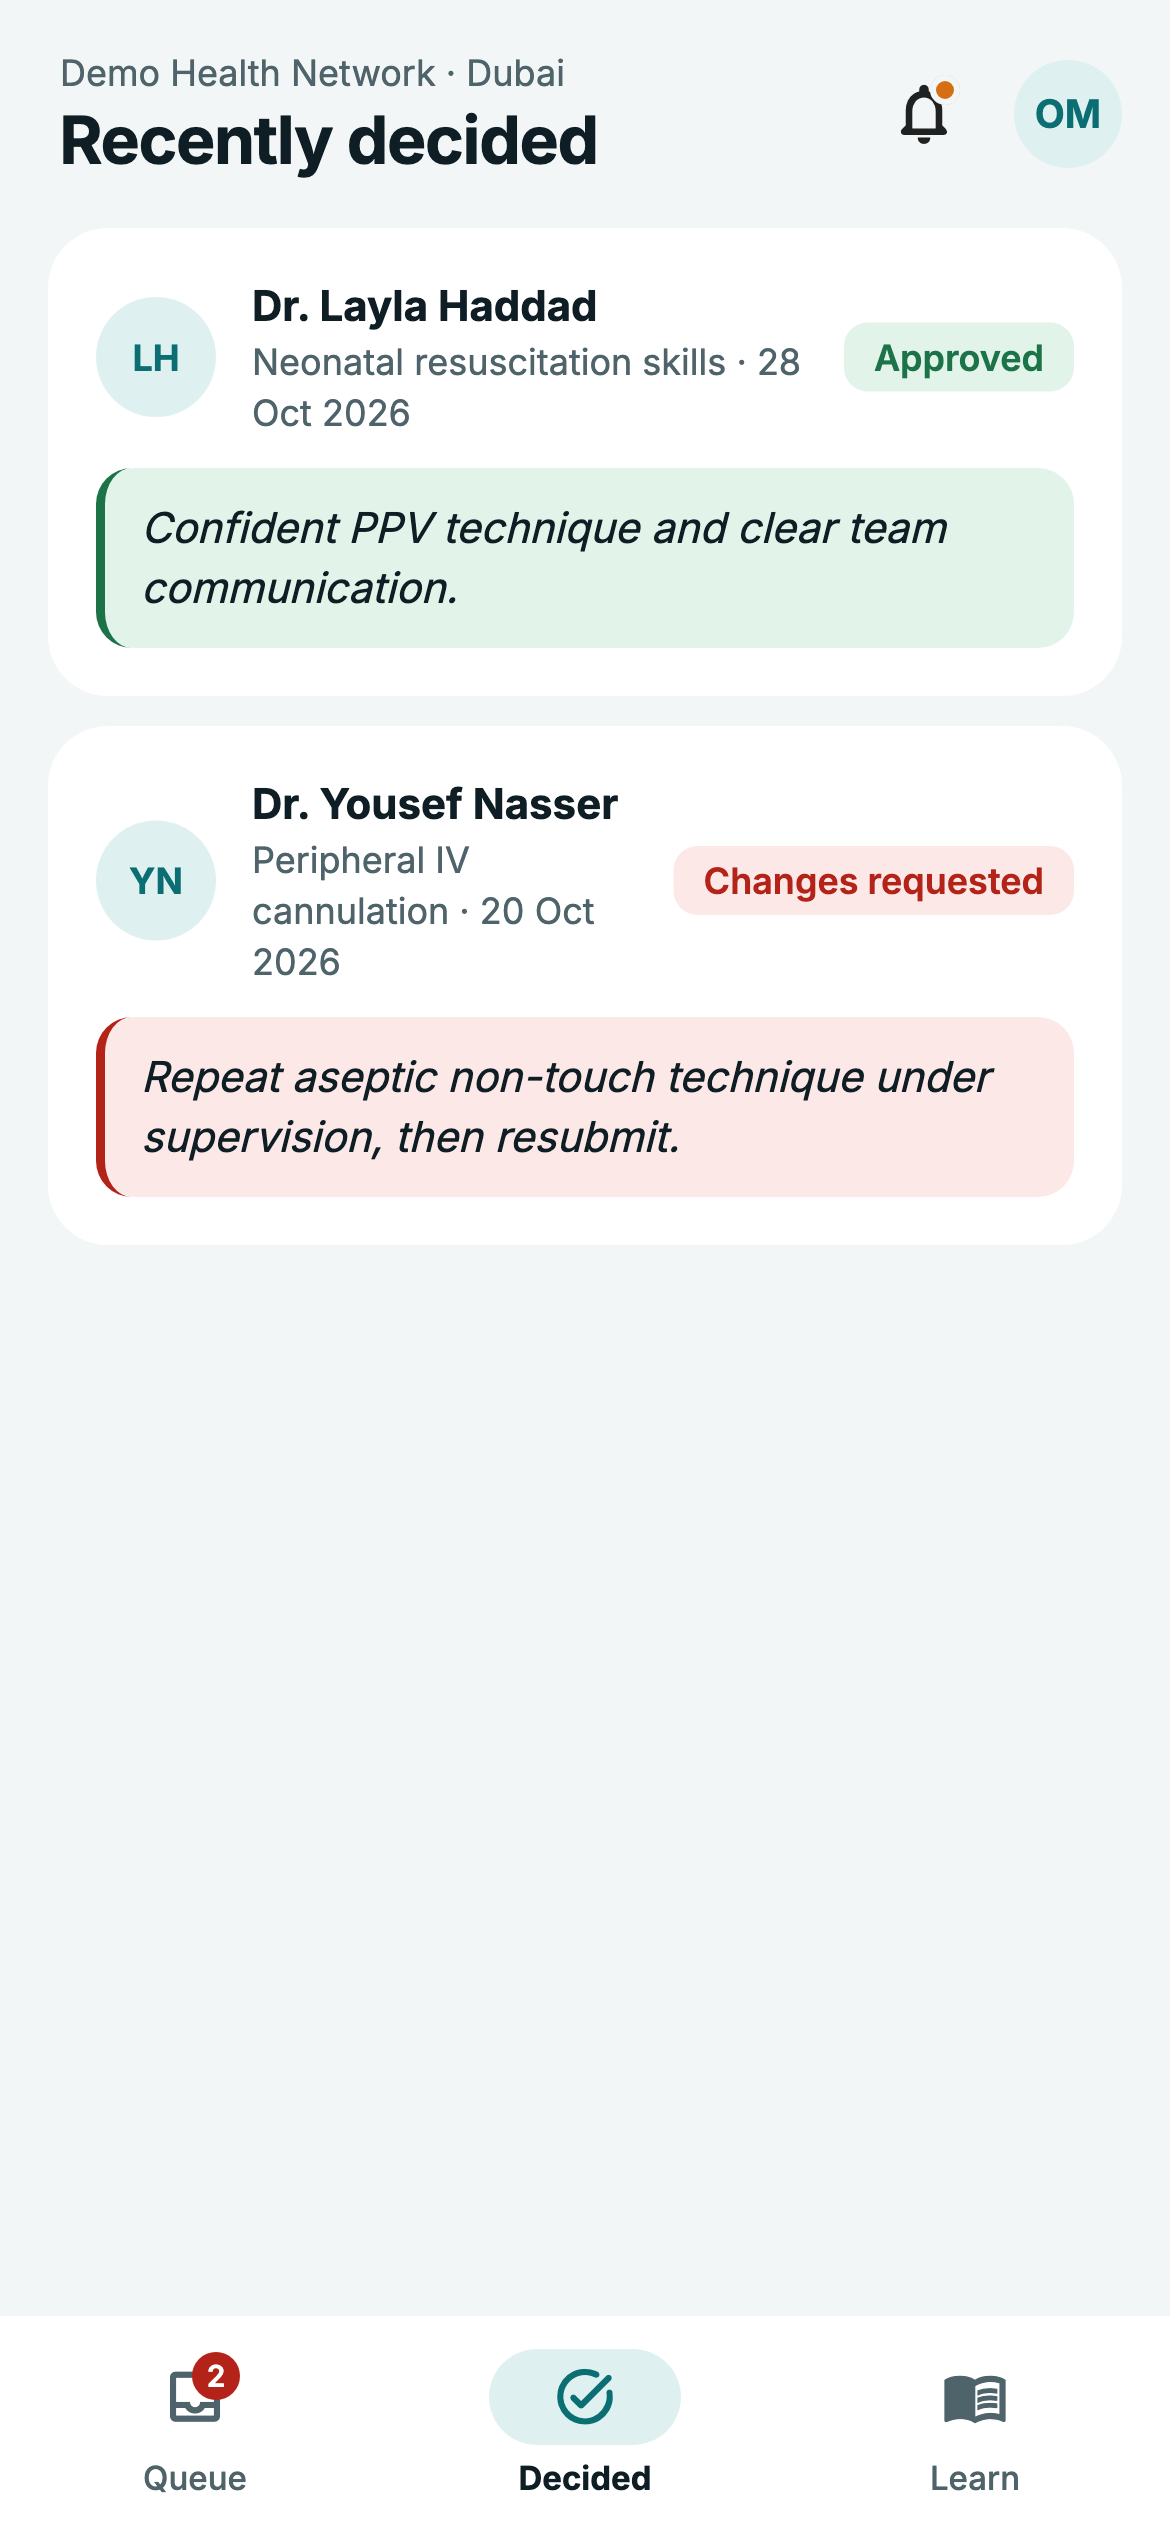 Demo Health Network · Dubai
Recently decided
OM
LH
Dr. Layla Haddad
Neonatal resuscitation skills · 28
Oct 2026
Approved
Confident PPV technique and clear team
communication.
YN
Dr. Yousef Nasser
Peripheral IV
cannulation · 20 Oct
2026
Changes requested
Repeat aseptic non-touch technique under
supervision, then resubmit.
2
Queue
Decided
Learn